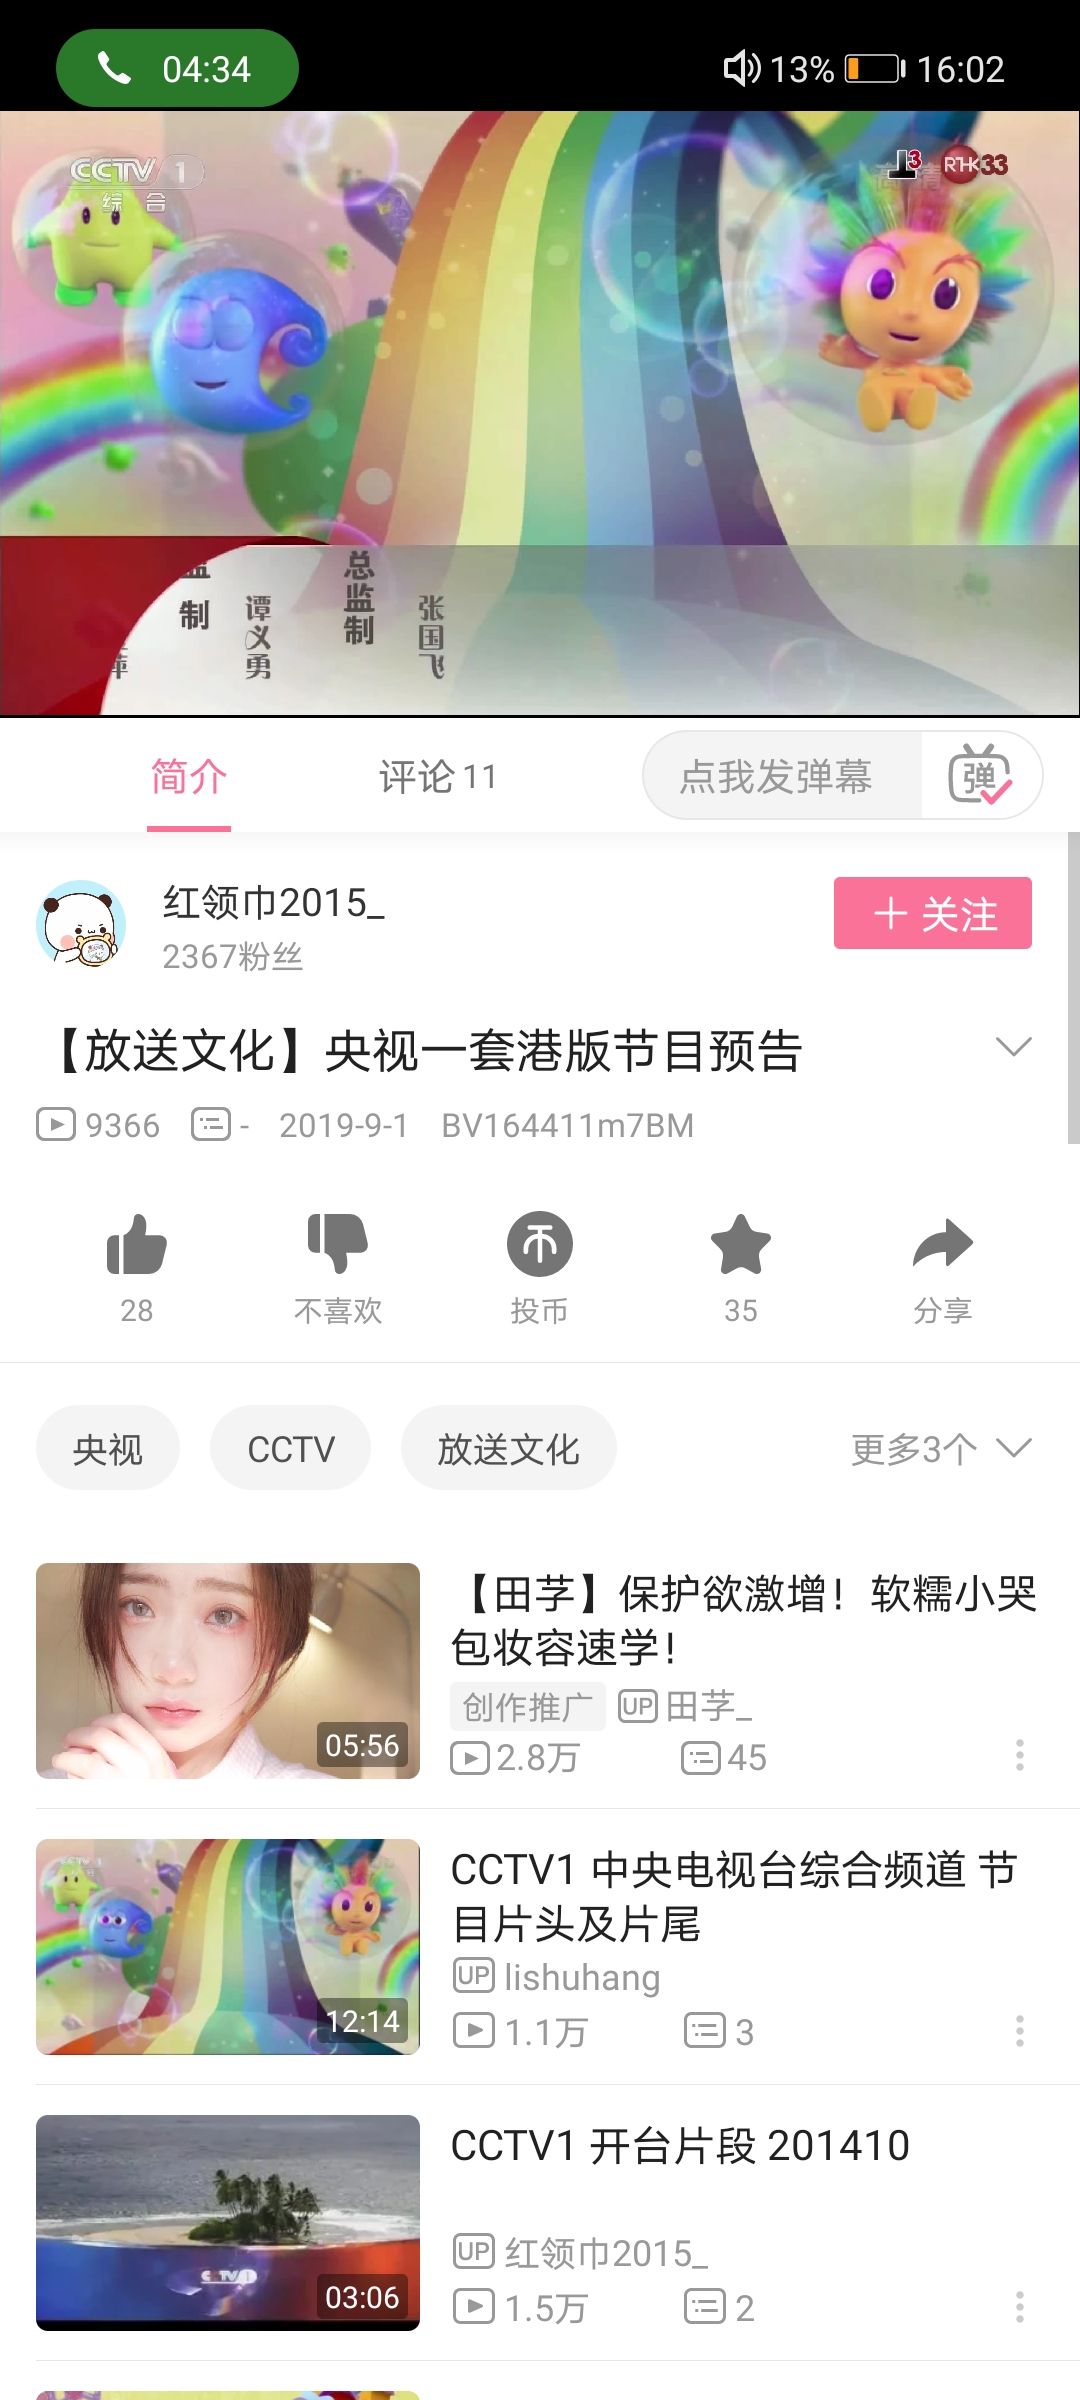 04:34
13%
16:02
CCTV 1
综合
高清
RTHK33
监制
谭义勇
总监制
张国飞
简介
评论 11
点我发弹幕
弹
红领巾2015_
2367粉丝
关注
【放送文化】央视一套港版节目预告
9366 - 2019-9-1 BV164411m7BM
28
不喜欢
投币
35
分享
央视
CCTV
放送文化
更多3个
【田芓】保护欲激增！软糯小哭
包妆容速学！
创作推广 UP 田芓_
2.8万 45
05:56
CCTV1 中央电视台综合频道 节
目片头及片尾
UP lishuhang
1.1万 3
12:14
CCTV1 开台片段 201410
UP 红领巾2015_
1.5万 2
CCTV 1
03:06